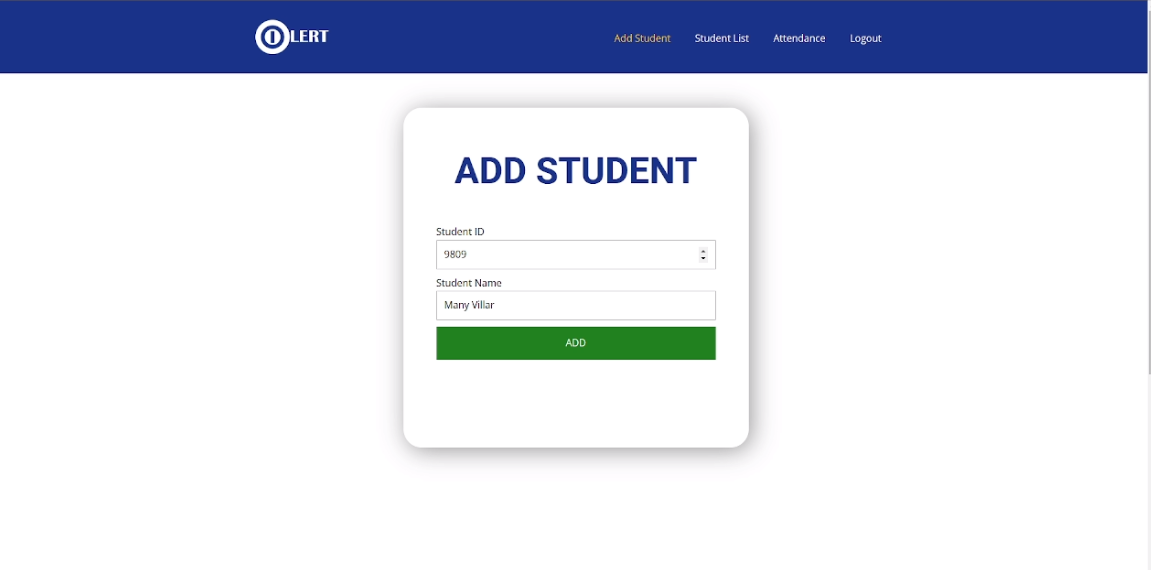 LERT
Add Student Student List Attendance Logout
ADD STUDENT
Student ID
9809
Student Name
Many Villar
ADD